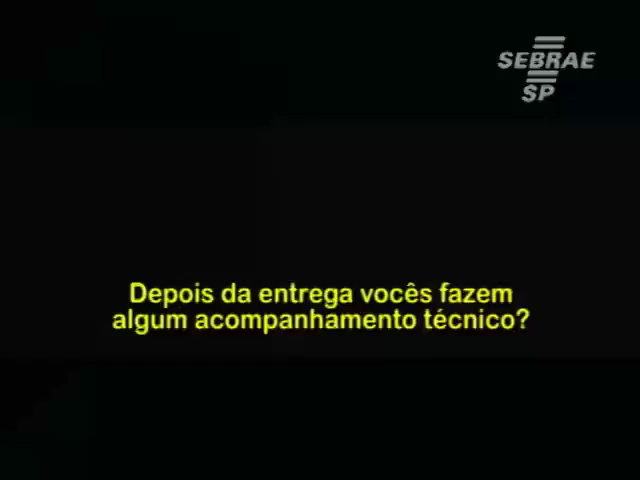 SEBRAE
SP
Depois da entrega vocês fazem
algum acompanhamento técnico?